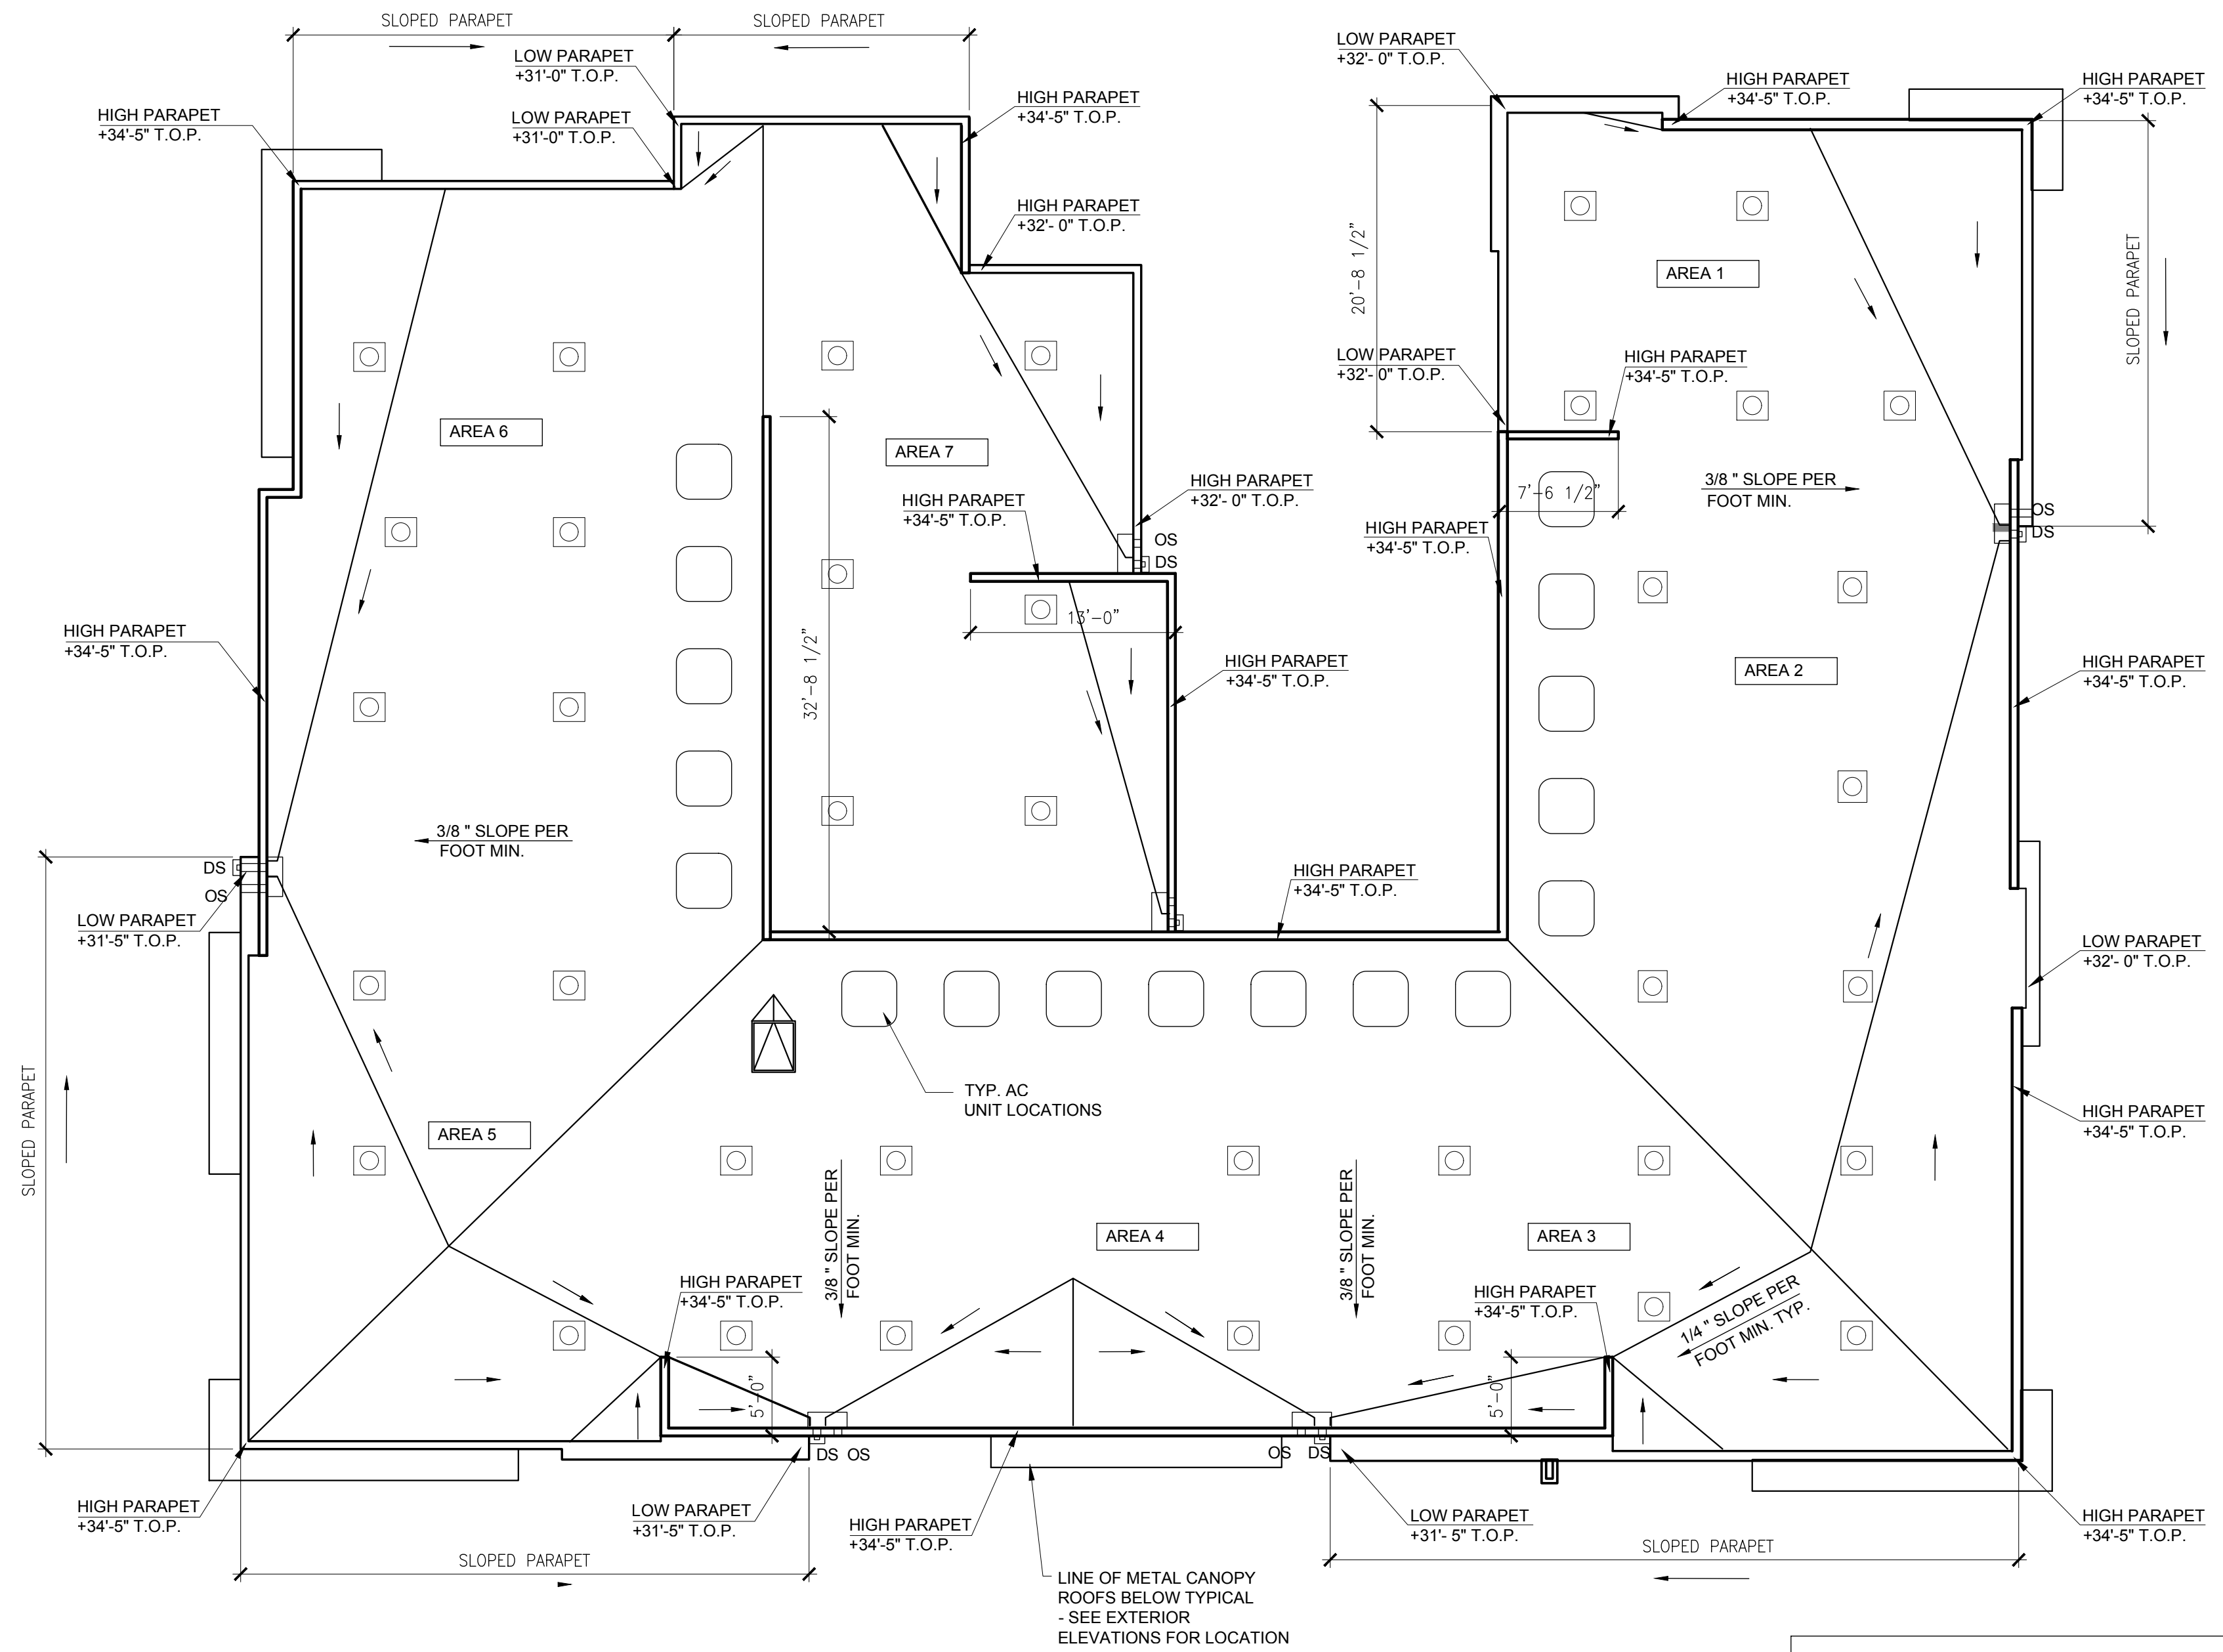 SLOPED PARAPET
SLOPED PARAPET
LOW PARAPET
+31'-0" T.O.P.
LOW PARAPET
+31'-0" T.O.P.
HIGH PARAPET
+34'-5" T.O.P.
HIGH PARAPET
+34'-5" T.O.P.
HIGH PARAPET
+32'- 0" T.O.P.
LOW PARAPET
+32'- 0" T.O.P.
HIGH PARAPET
+34'-5" T.O.P.
HIGH PARAPET
+34'-5" T.O.P.
20'-8 1/2"
SLOPED PARAPET
AREA 1
LOW PARAPET
+32'- 0" T.O.P.
HIGH PARAPET
+34'-5" T.O.P.
AREA 6
AREA 7
HIGH PARAPET
+34'-5" T.O.P.
HIGH PARAPET
+32'- 0" T.O.P.
7'-6 1/2"
3/8 " SLOPE PER
FOOT MIN.
OS
DS
HIGH PARAPET
+34'-5" T.O.P.
OS
DS
13'-0"
32'-8 1/2"
HIGH PARAPET
+34'-5" T.O.P.
HIGH PARAPET
+34'-5" T.O.P.
AREA 2
HIGH PARAPET
+34'-5" T.O.P.
3/8 " SLOPE PER
FOOT MIN.
DS
OS
LOW PARAPET
+31'-5" T.O.P.
HIGH PARAPET
+34'-5" T.O.P.
LOW PARAPET
+32'- 0" T.O.P.
TYP. AC
UNIT LOCATIONS
SLOPED PARAPET
AREA 5
HIGH PARAPET
+34'-5" T.O.P.
3/8 " SLOPE PER
FOOT MIN.
AREA 4
3/8 " SLOPE PER
FOOT MIN.
AREA 3
HIGH PARAPET
+34'-5" T.O.P.
HIGH PARAPET
+34'-5" T.O.P.
1/4 " SLOPE PER
FOOT MIN. TYP.
5'-0"
5'-0"
DS OS
OS DS
HIGH PARAPET
+34'-5" T.O.P.
LOW PARAPET
+31'-5" T.O.P.
HIGH PARAPET
+34'-5" T.O.P.
LOW PARAPET
+31'- 5" T.O.P.
HIGH PARAPET
+34'-5" T.O.P.
SLOPED PARAPET
SLOPED PARAPET
LINE OF METAL CANOPY
ROOFS BELOW TYPICAL
- SEE EXTERIOR
ELEVATIONS FOR LOCATION